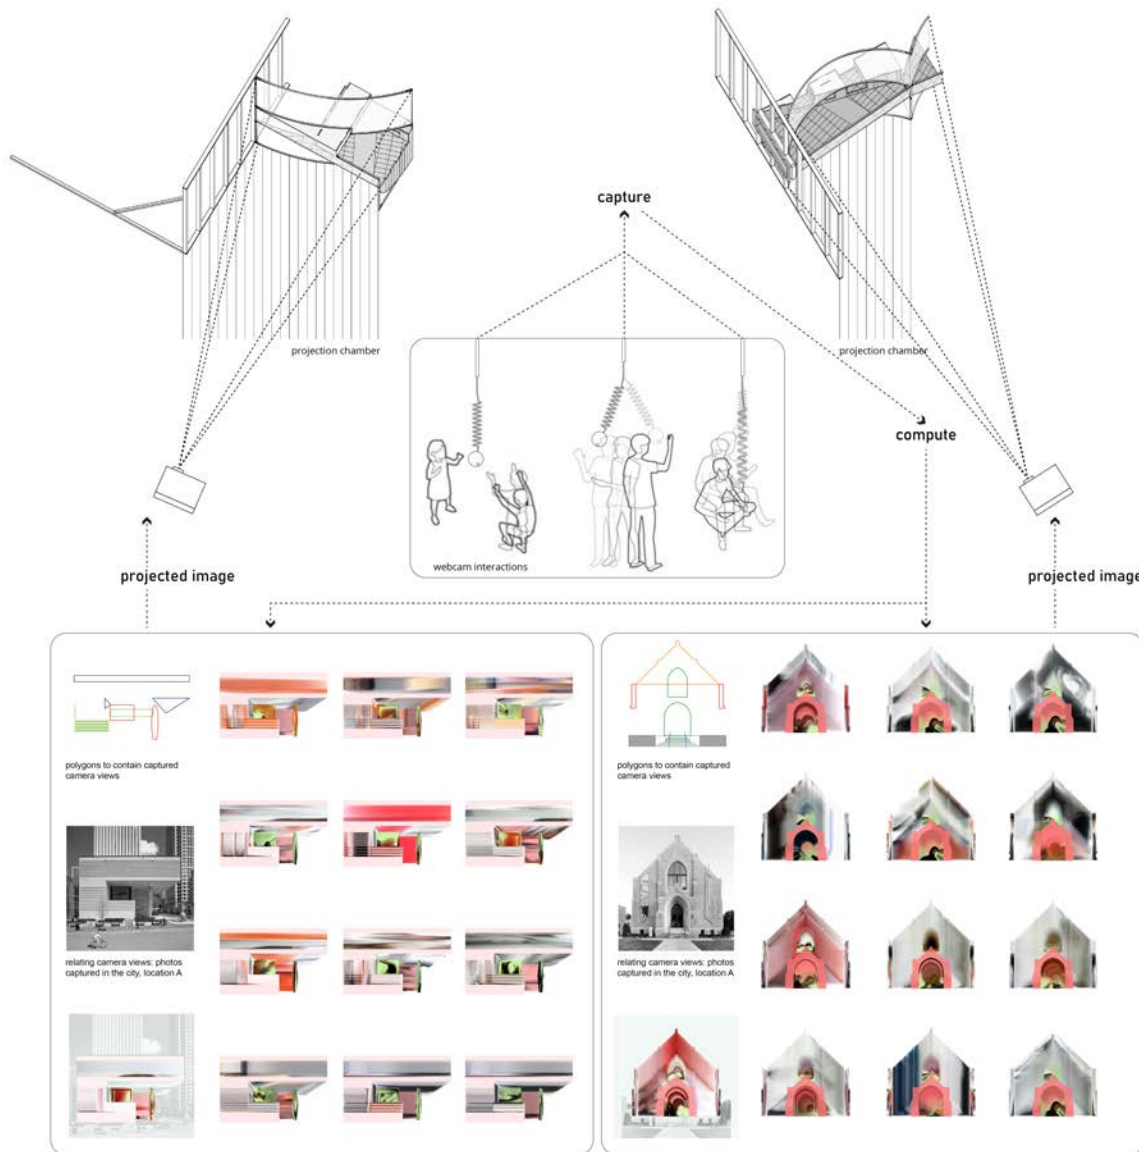 capture
projection chamber
projection chamber
compute
webcam interactions
projected image
projected image
polygons to contain captured
camera views
relating camera views: photos
captured in the city, location A
polygons to contain captured
camera views
relating camera views: photos
captured in the city, location A